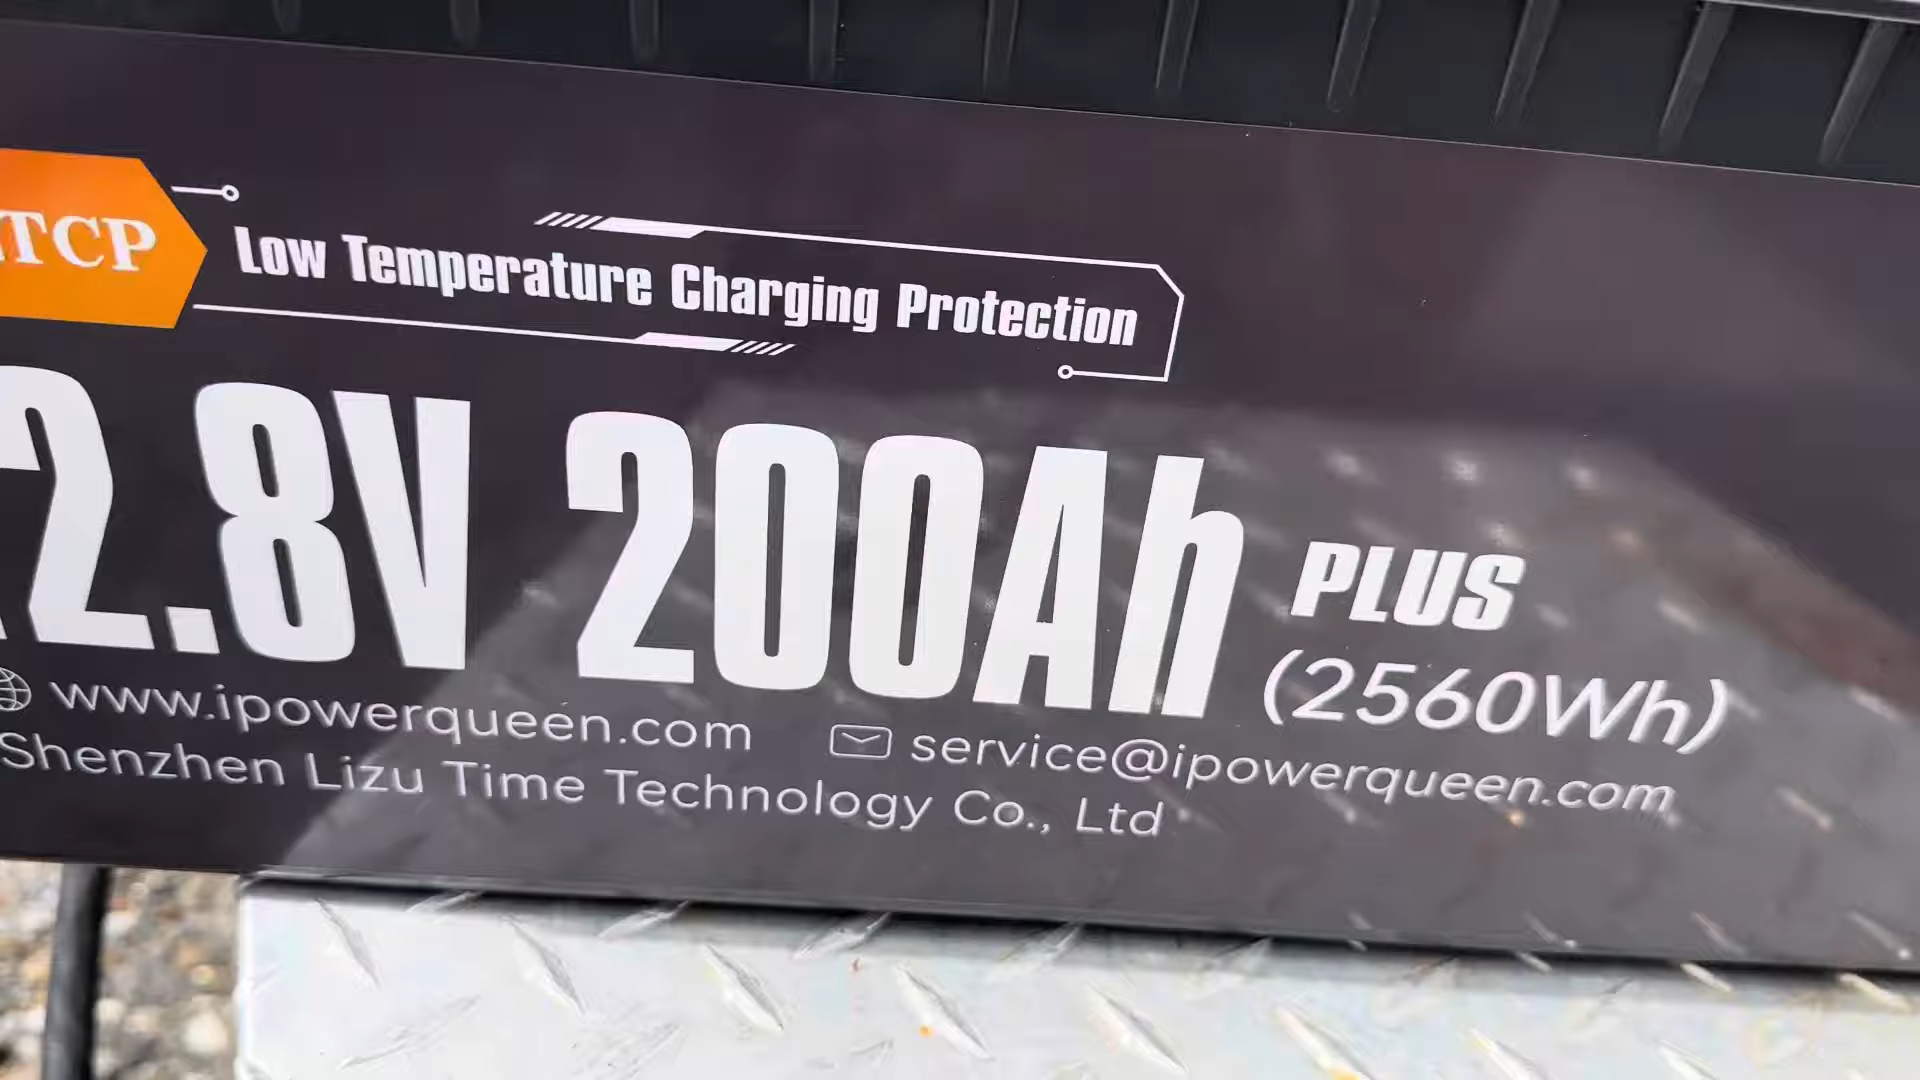 TCP
Low Temperature Charging Protection
12.8V 200Ah PLUS
(2560Wh)
www.ipowerqueen.com service@ipowerqueen.com
Shenzhen Lizu Time Technology Co., Ltd